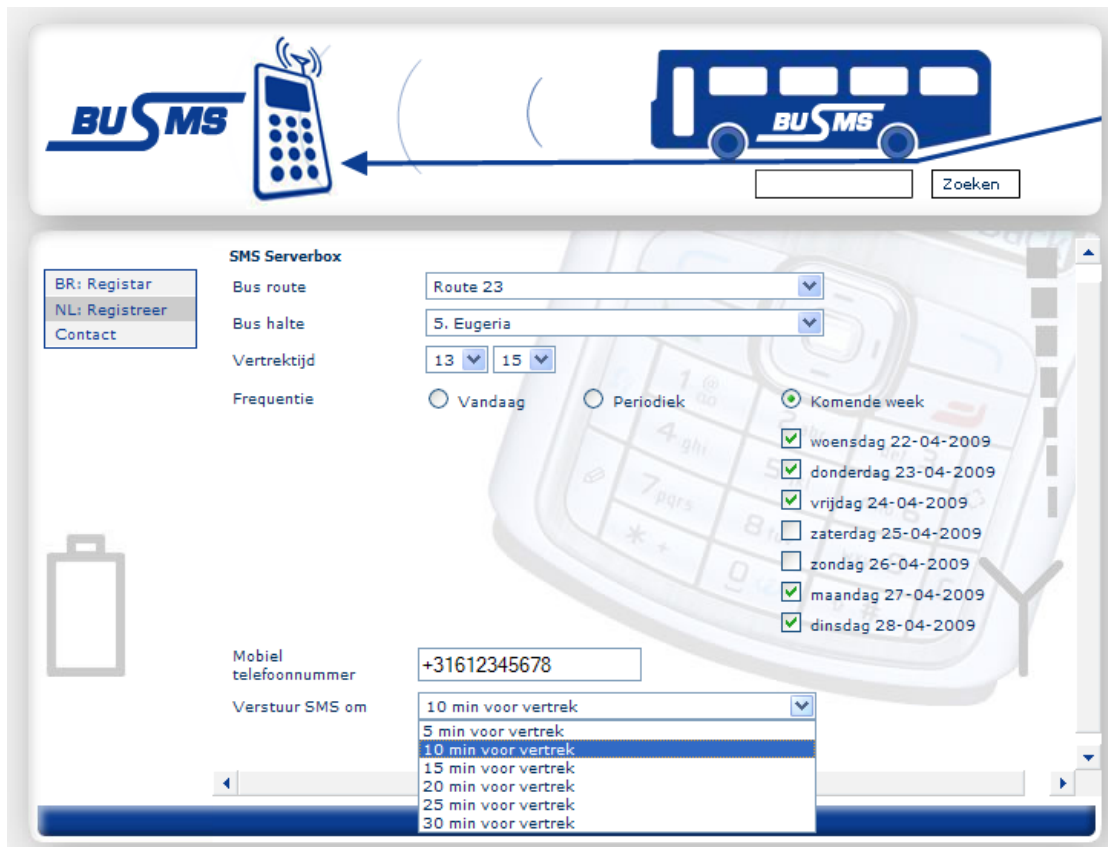 BUSMS
BUSMS
Zoeken
SMS Serverbox
BR: Registar
NL: Registreer
Contact
Bus route
Route 23
Bus halte
5. Eugeria
Vertrektijd
13 15
Frequentie
Vandaag Periodiek Komende week
woensdag 22-04-2009
donderdag 23-04-2009
vrijdag 24-04-2009
zaterdag 25-04-2009
zondag 26-04-2009
maandag 27-04-2009
dinsdag 28-04-2009
Mobiel
telefoonnummer
+31612345678
Verstuur SMS om
10 min voor vertrek
5 min voor vertrek
10 min voor vertrek
15 min voor vertrek
20 min voor vertrek
25 min voor vertrek
30 min voor vertrek